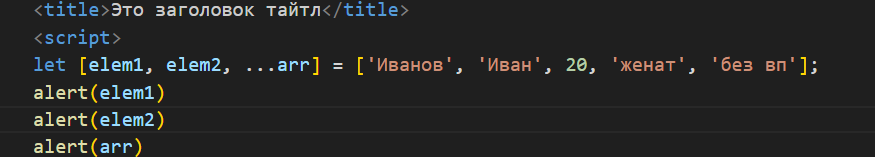 <title>Это заголовок тайтл</title>
<script>
let [elem1, elem2, ...arr] = ['Иванов', 'Иван', 20, 'женат', 'без вп'];
alert(elem1)
alert(elem2)
alert(arr)